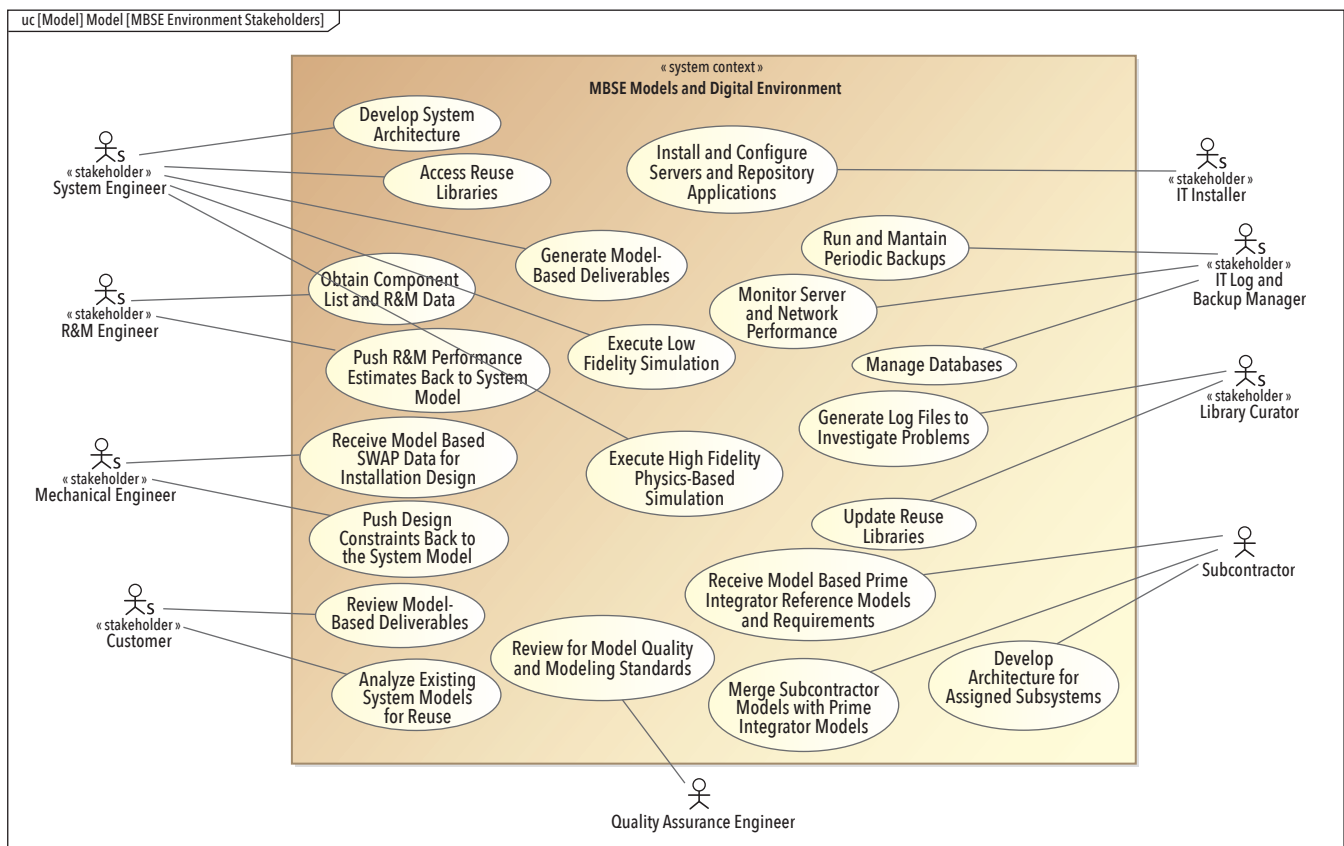 uc [Model] Model [MBSE Environment Stakeholders]
« system context »
MBSE Models and Digital Environment
Develop System
Architecture
Access Reuse
Libraries
Install and Configure
Servers and Repository
Applications
S
« stakeholder »
System Engineer
S
« stakeholder »
IT Installer
Generate Model-
Based Deliverables
Run and Mantain
Periodic Backups
S
« stakeholder »
IT Log and
Backup Manager
Obtain Component
List and R&M Data
Monitor Server
and Network
Performance
S
« stakeholder »
R&M Engineer
Execute Low
Fidelity Simulation
Push R&M Performance
Estimates Back to System
Model
Manage Databases
S
« stakeholder »
Library Curator
Generate Log Files to
Investigate Problems
Receive Model Based
SWAP Data for
Installation Design
Execute High Fidelity
Physics-Based
Simulation
S
« stakeholder »
Mechanical Engineer
Push Design
Constraints Back to
the System Model
Update Reuse
Libraries
Subcontractor
Receive Model Based Prime
Integrator Reference Models
and Requirements
Review Model-
Based Deliverables
S
« stakeholder »
Customer
Review for Model Quality
and Modeling Standards
Develop
Architecture for
Assigned Subsystems
Analyze Existing
System Models
for Reuse
Merge Subcontractor
Models with Prime
Integrator Models
Quality Assurance Engineer